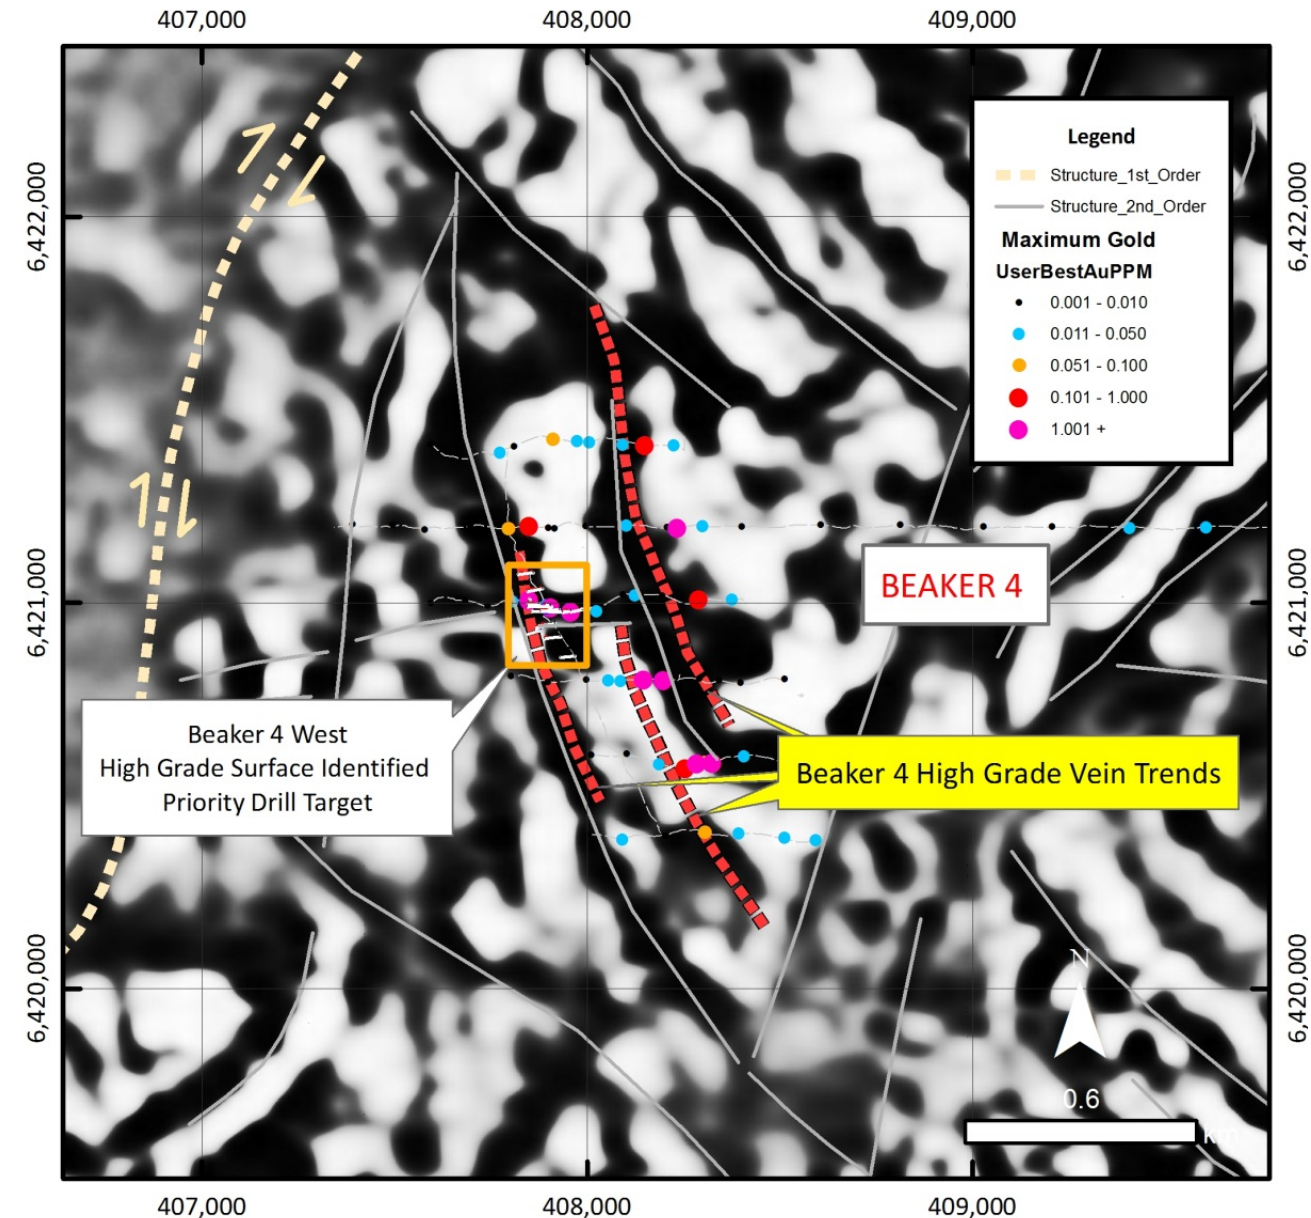 407,000
408,000
409,000
6,422,000
6,422,000
Legend
Structure_1st_Order
Structure_2nd_Order
Maximum Gold
UserBestAuPPM
0.001 - 0.010
0.011 - 0.050
0.051 - 0.100
0.101 - 1.000
1.001 +
6,421,000
6,421,000
BEAKER 4
Beaker 4 West
High Grade Surface Identified
Priority Drill Target
Beaker 4 High Grade Vein Trends
6,420,000
6,420,000
N
0.6
km
407,000
408,000
409,000